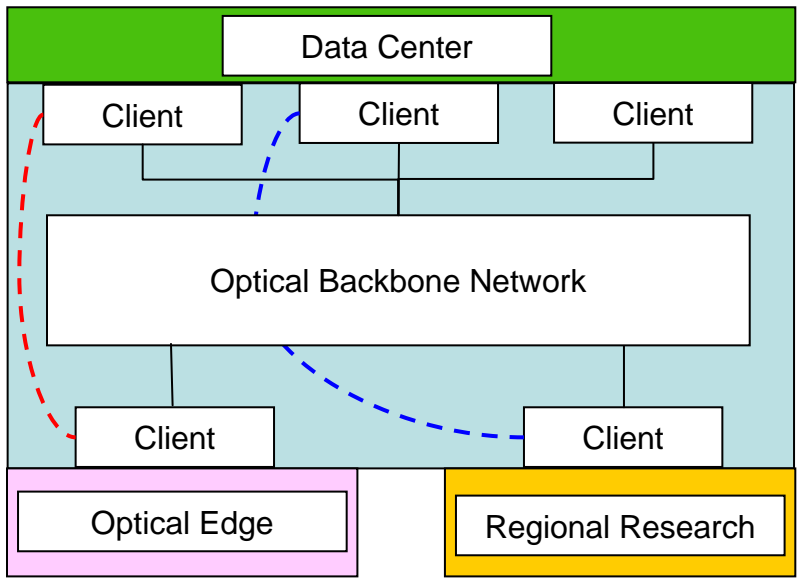 Data Center
Client
Client
Client
Optical Backbone Network
Client
Client
Optical Edge
Regional Research